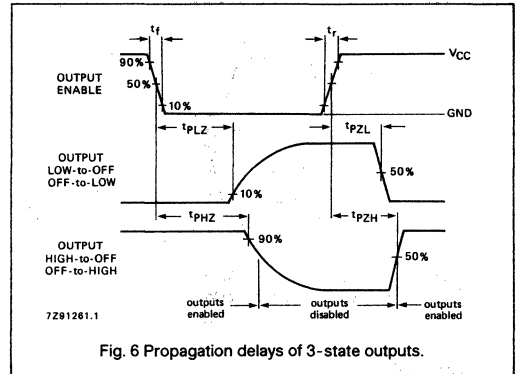 tf
tr
90%
VCC
OUTPUT
ENABLE
50%
10%
GND
tPLZ
tPZL
OUTPUT
LOW-to-OFF
OFF-to-LOW
50%
10%
tPHZ
tPZH
OUTPUT
HIGH-to-OFF
OFF-to-HIGH
90%
50%
outputs
enabled
outputs
disabled
outputs
enabled
7Z91261.1
Fig. 6 Propagation delays of 3-state outputs.